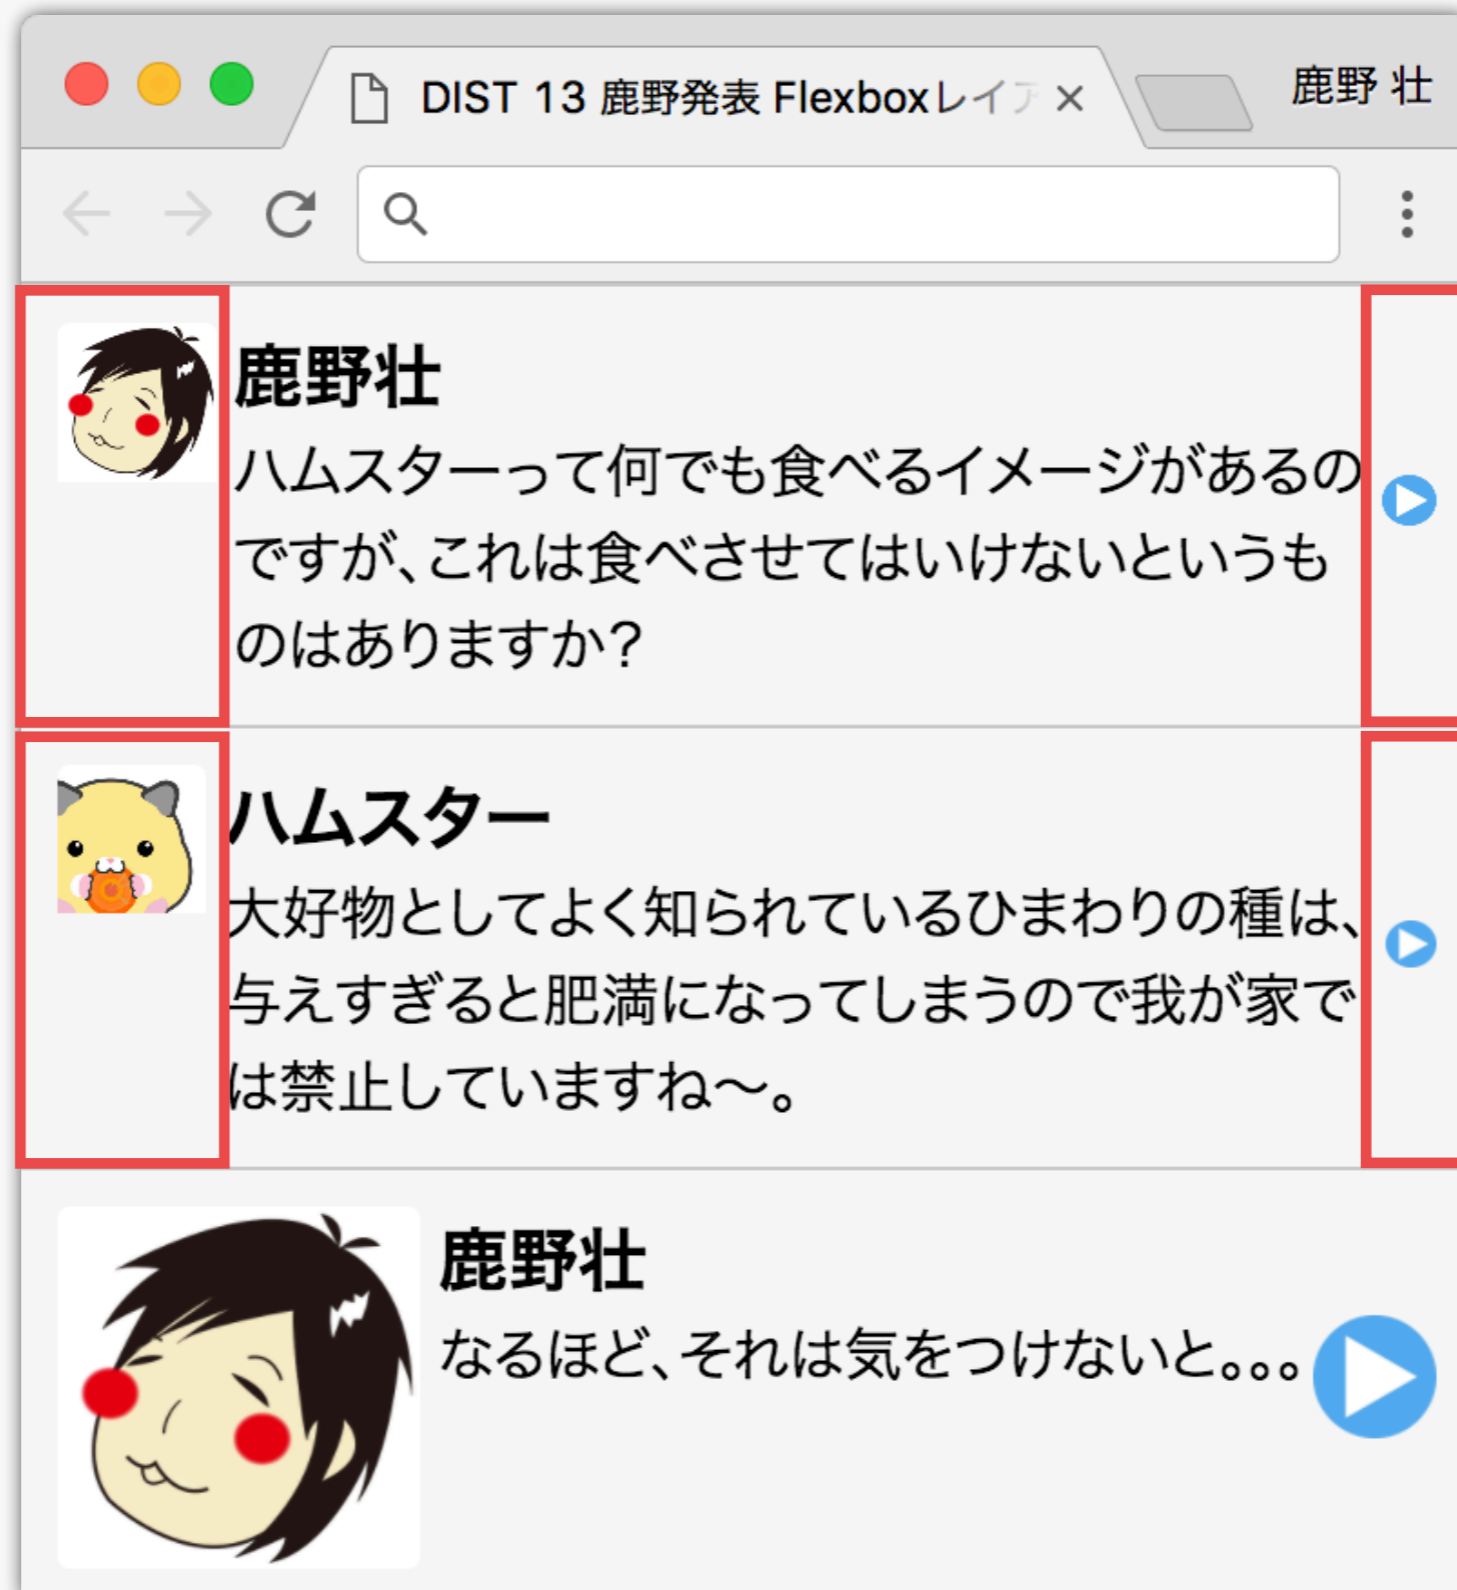 DIST 13 鹿野発表 Flexboxレイア
鹿野 壮
鹿野壮
ハムスターって何でも食べるイメージがあるの
ですが、これは食べさせてはいけないというも
のはありますか？
ハムスター
大好物としてよく知られているひまわりの種は、
与えすぎると肥満になってしまうので我が家で
は禁止していますね〜。
鹿野壮
なるほど、それは気をつけないと。。。